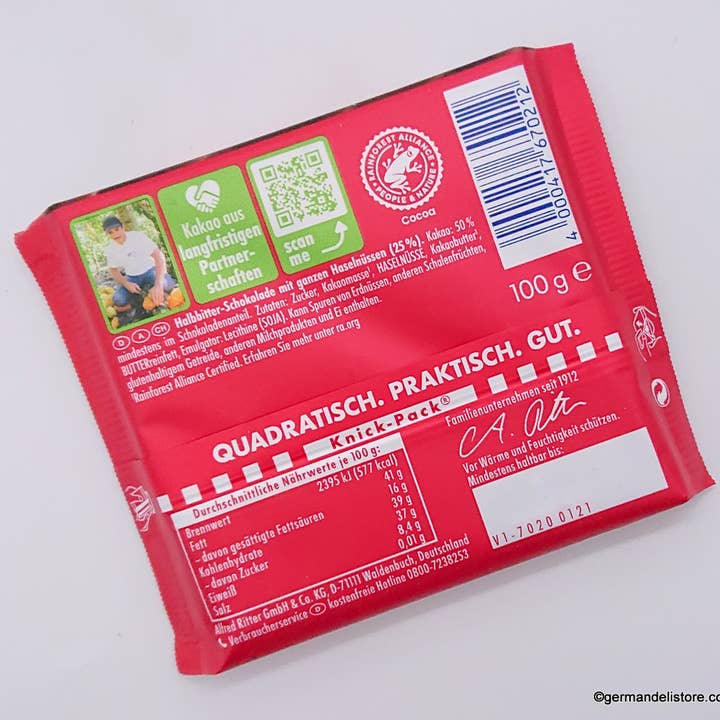 Kakao aus
langfristigen
Partner-
schaften
scan
me
RAINFOREST ALLIANCE
PEOPLE & NATURE
Cocoa
4 000417 670212
100 g e
D A CH Halbbitter-Schokolade mit ganzen Haselnüssen (25%). Kakao: 50 %
mindestens im Schokoladenanteil. Zutaten: Zucker, Kakaomasse¹, HASELNÜSSE, Kakaobutter¹,
BUTTERreinfett, Emulgator: Lecithine (SOJA). Kann Spuren von Erdnüssen, anderen Schalenfrüchten,
glutenhaltigem Getreide, anderen Milchprodukten und Ei enthalten.
Rainforest Alliance Certified. Erfahren Sie mehr unter ra.org
QUADRATISCH. PRAKTISCH. GUT.
Knick-Pack®
Durchschnittliche Nährwerte je 100 g:
Brennwert 2395 kJ (577 kcal)
Fett 41 g
– davon gesättigte Fettsäuren 16 g
Kohlenhydrate 39 g
– davon Zucker 37 g
Eiweiß 8,4 g
Salz 0,01 g
Alfred Ritter GmbH & Co. KG, D-71111 Waldenbuch, Deutschland
Verbraucherservice D kostenfreie Hotline 0800-7238253
Familienunternehmen seit 1912
Vor Wärme und Feuchtigkeit schützen.
Mindestens haltbar bis:
V1-7020 0121
©germandelistore.co